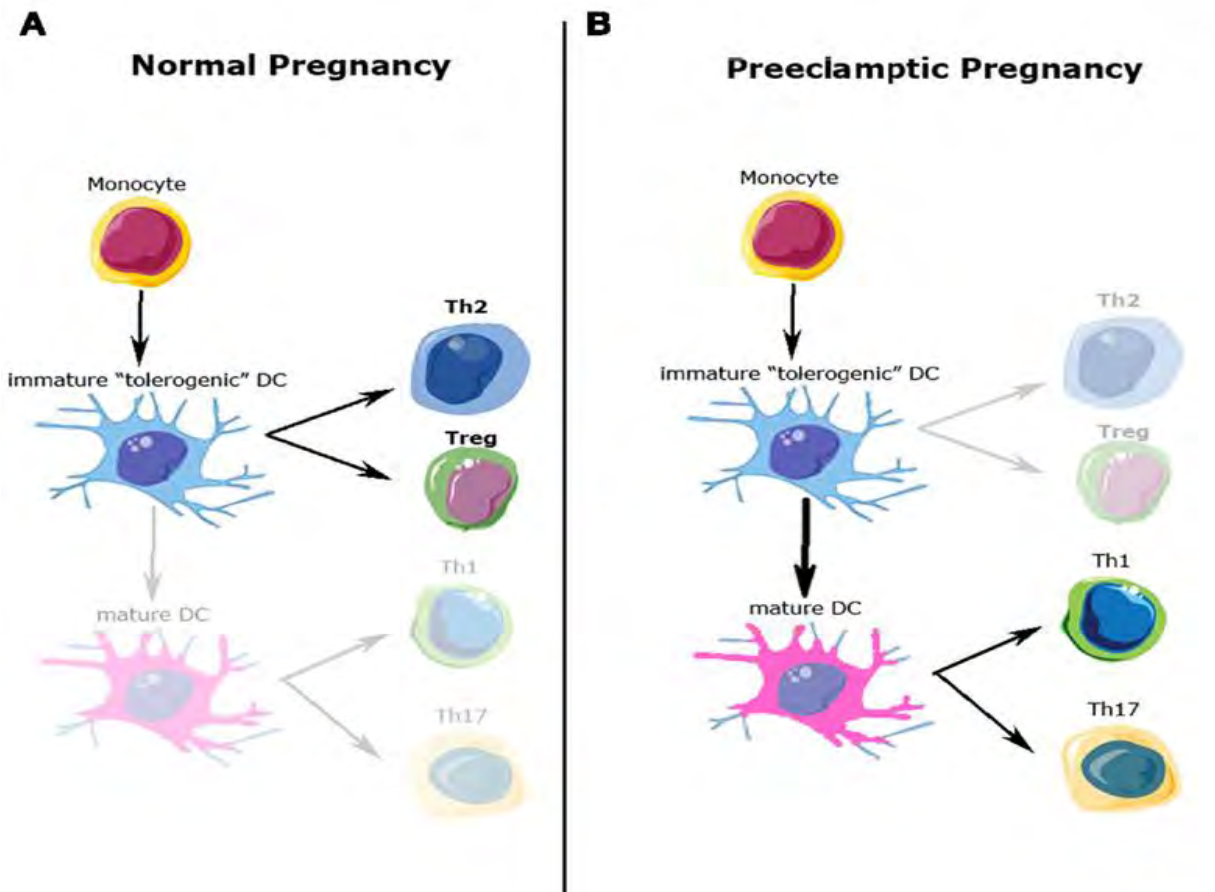 A
Normal Pregnancy
Monocyte
Th2
immature “tolerogenic” DC
Treg
Th1
mature DC
Th17
B
Preeclamptic Pregnancy
Monocyte
Th2
immature “tolerogenic” DC
Treg
Th1
mature DC
Th17